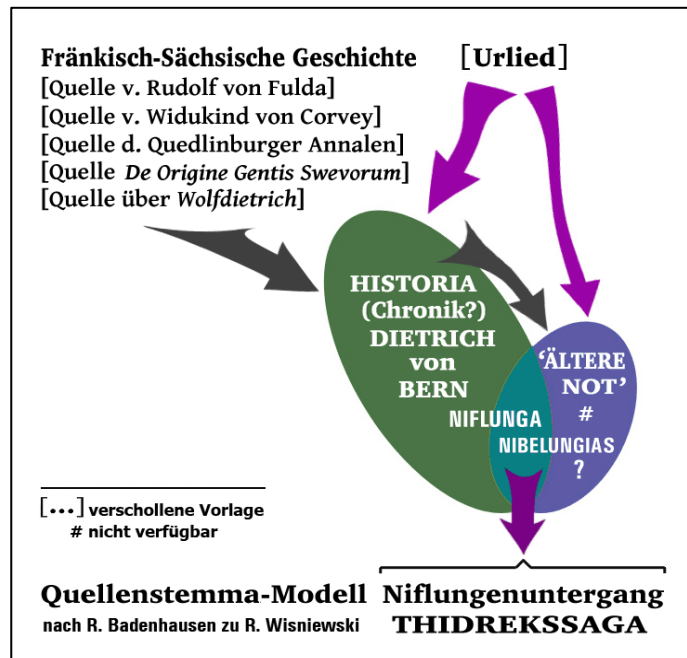 Fränkisch-Sächsische Geschichte
[Quelle v. Rudolf von Fulda]
[Quelle v. Widukind von Corvey]
[Quelle d. Quedlinburger Annalen]
[Quelle De Origine Gentis Swevorum]
[Quelle über Wolfdietrich]
[Urlied]
HISTORIA
(Chronik?)
DIETRICH
von
BERN
NIFLUNGA
‘ÄLTERE
NOT’
#
NIBELUNGIAS
?
[...] verschollene Vorlage
# nicht verfügbar
Quellenstemma-Modell
nach R. Badenhausen zu R. Wisniewski
Niflungenuntergang
THIDREKSSAGA